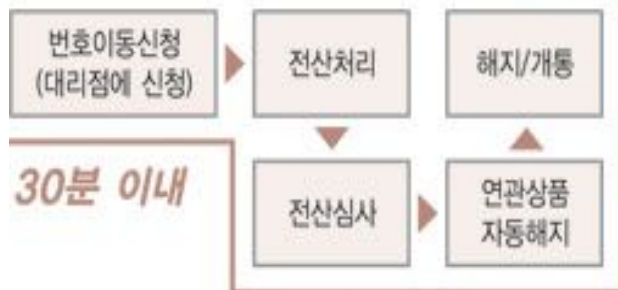 번호이동신청
(대리점에 신청)
전산처리
해지/개통
30분 이내
전산심사
연관상품
자동해지